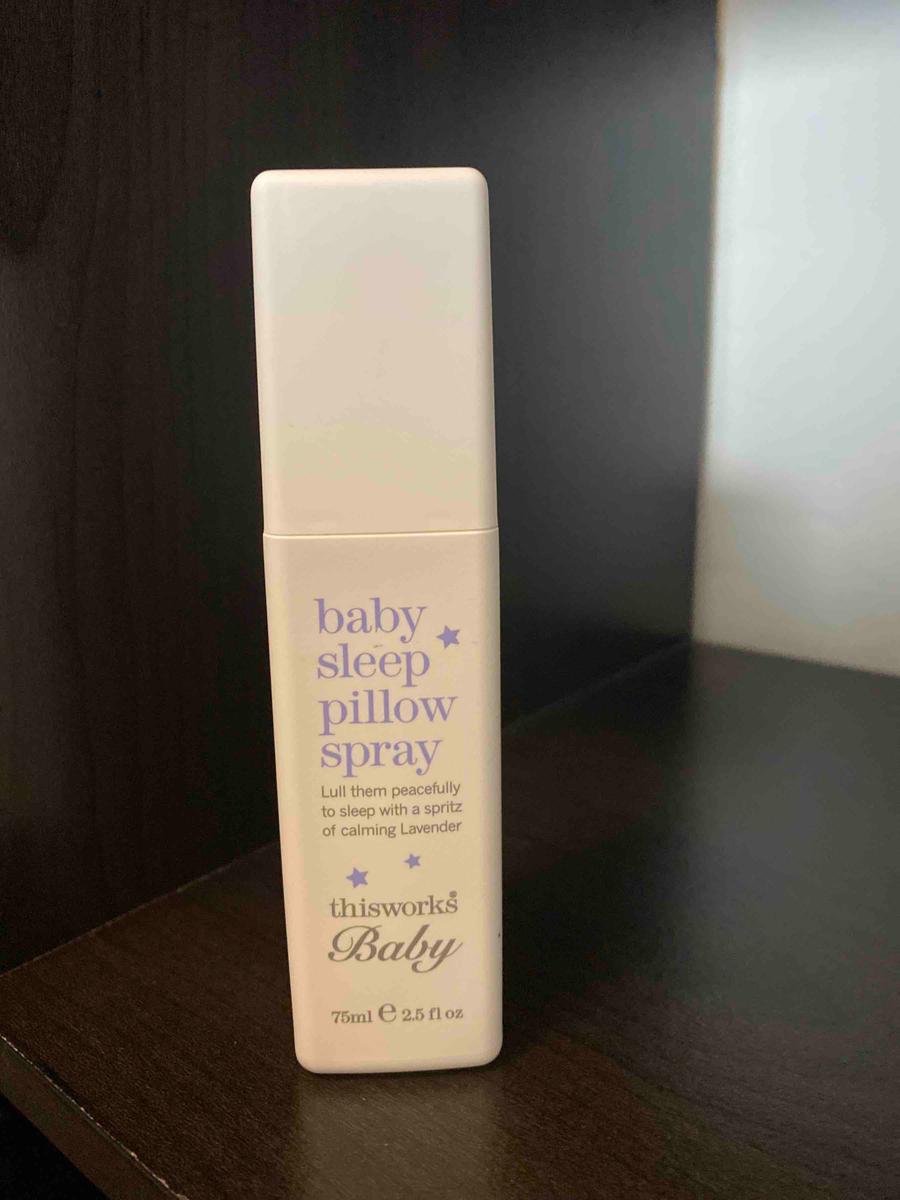 baby
sleep
pillow
spray
Lull them peacefully
to sleep with a spritz
of calming Lavender
thisworks®
Baby
75ml ℮ 2.5 fl oz